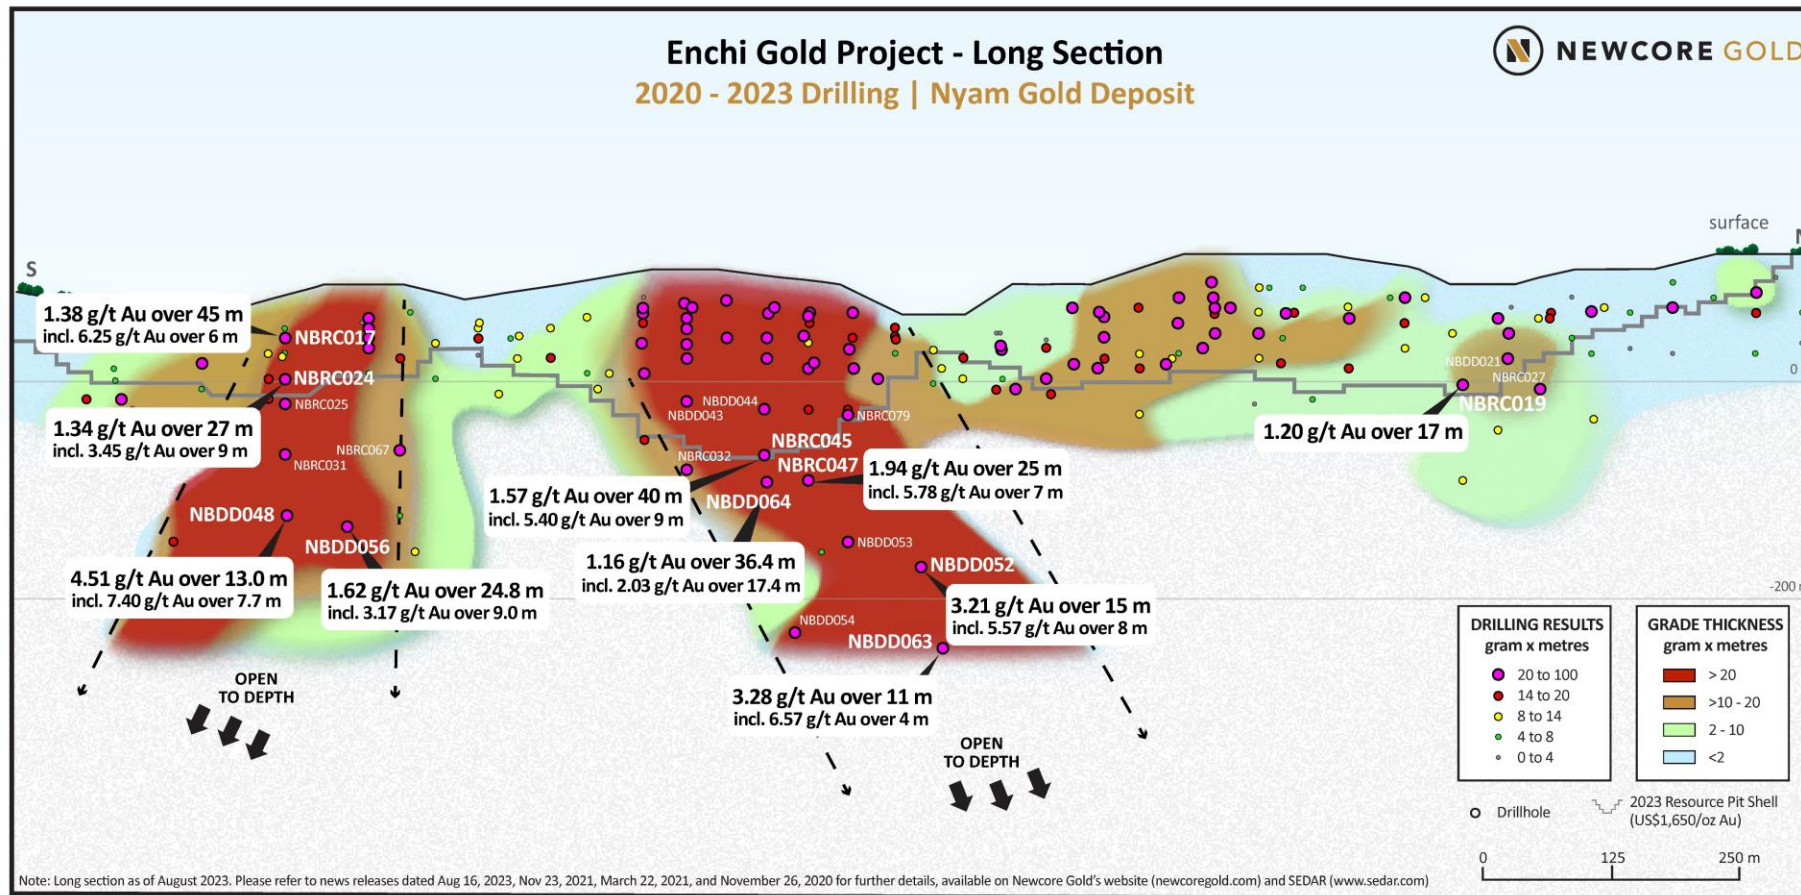 Enchi Gold Project - Long Section
2020 - 2023 Drilling | Nyam Gold Deposit
N NEWCORE GOLD
surface
S
N
1.38 g/t Au over 45 m
incl. 6.25 g/t Au over 6 m
NBRC017
NBRC024
NBRC025
1.34 g/t Au over 27 m
incl. 3.45 g/t Au over 9 m
NBRC067
NBRC031
NBDD048
NBDD056
4.51 g/t Au over 13.0 m
incl. 7.40 g/t Au over 7.7 m
1.62 g/t Au over 24.8 m
incl. 3.17 g/t Au over 9.0 m
OPEN
TO DEPTH
NBDD044
NBDD043
NBRC079
NBRC045
NBRC032
NBRC047
1.57 g/t Au over 40 m
incl. 5.40 g/t Au over 9 m
1.94 g/t Au over 25 m
incl. 5.78 g/t Au over 7 m
NBDD064
1.16 g/t Au over 36.4 m
incl. 2.03 g/t Au over 17.4 m
NBDD053
NBDD052
3.21 g/t Au over 15 m
incl. 5.57 g/t Au over 8 m
NBDD054
NBDD063
3.28 g/t Au over 11 m
incl. 6.57 g/t Au over 4 m
OPEN
TO DEPTH
NBDD021
NBRC027
NBRC019
1.20 g/t Au over 17 m
0
-200 m
DRILLING RESULTS
gram x metres
20 to 100
14 to 20
8 to 14
4 to 8
0 to 4
GRADE THICKNESS
gram x metres
> 20
>10 - 20
2 - 10
<2
Drillhole
2023 Resource Pit Shell
(US$1,650/oz Au)
0 125 250 m
Note: Long section as of August 2023. Please refer to news releases dated Aug 16, 2023, Nov 23, 2021, March 22, 2021, and November 26, 2020 for further details, available on Newcore Gold's website (newcoregold.com) and SEDAR (www.sedar.com)